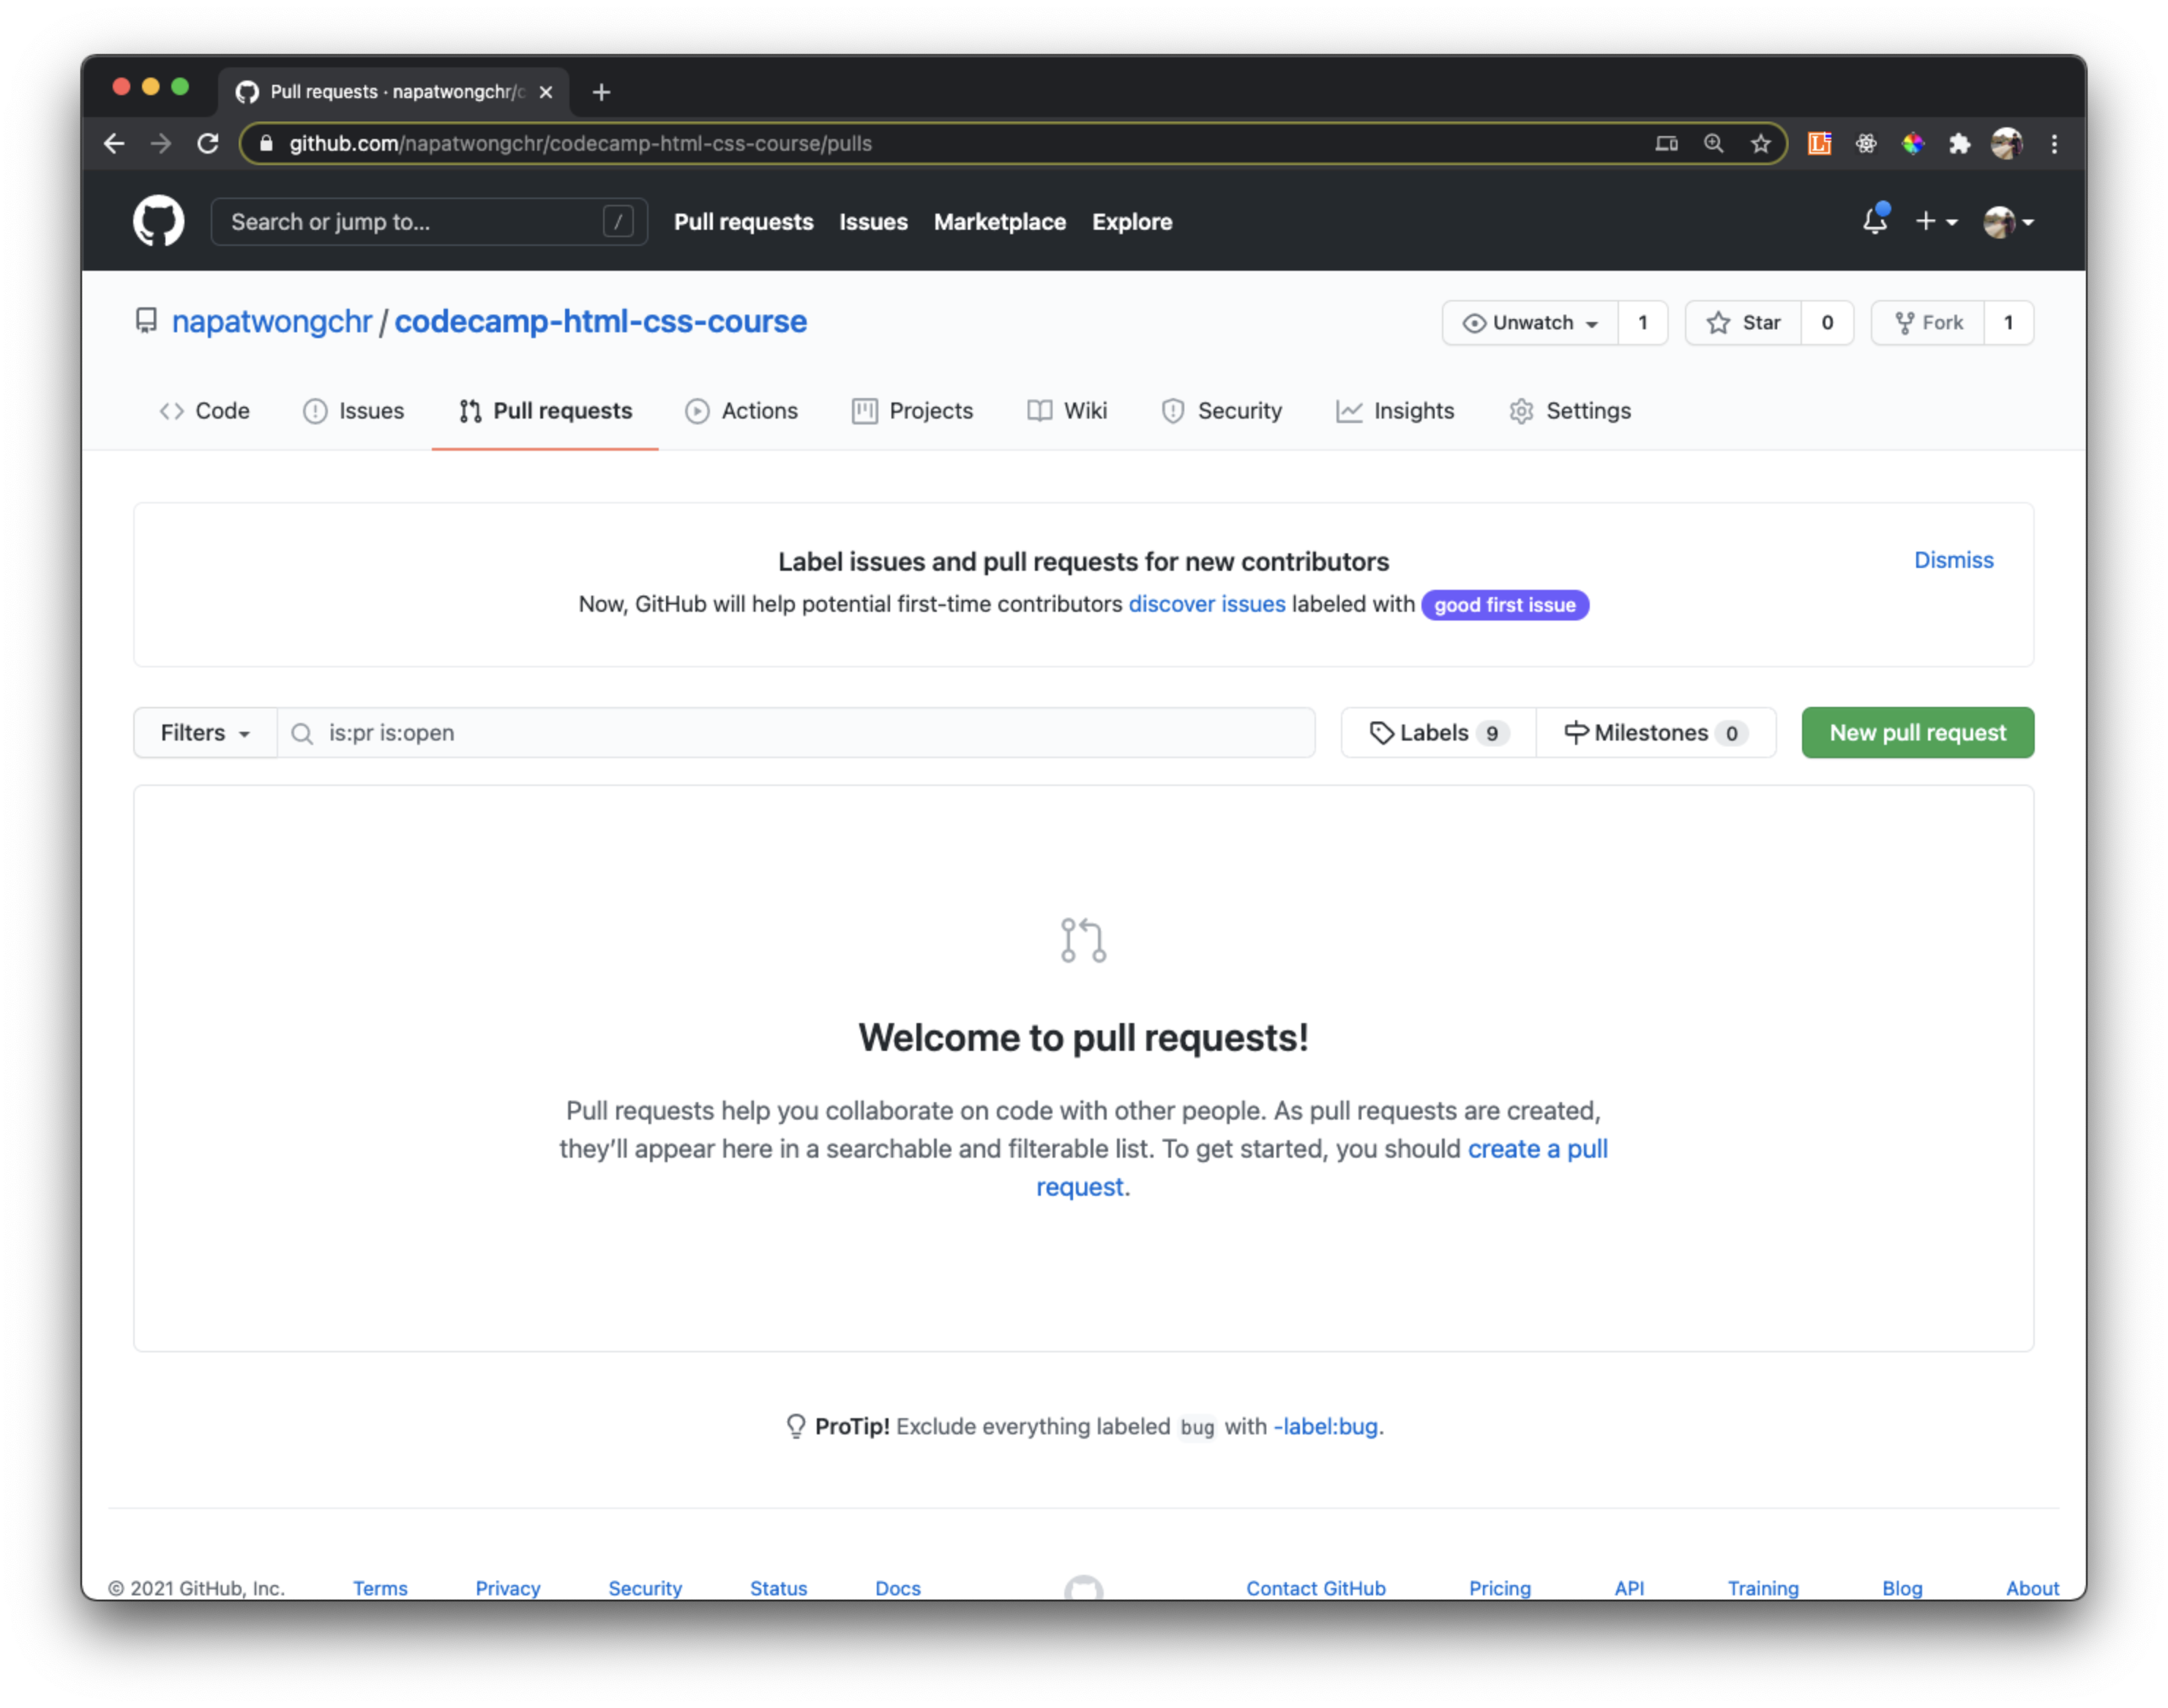 Pull requests · napatwongchr/c
github.com/napatwongchr/codecamp-html-css-course/pulls
Search or jump to... /
Pull requests Issues Marketplace Explore
napatwongchr / codecamp-html-css-course
Unwatch 1 Star 0 Fork 1
Code Issues Pull requests Actions Projects Wiki Security Insights Settings
Label issues and pull requests for new contributors
Dismiss
Now, GitHub will help potential first-time contributors discover issues labeled with good first issue
Filters is:pr is:open Labels 9 Milestones 0 New pull request
Welcome to pull requests!
Pull requests help you collaborate on code with other people. As pull requests are created,
they’ll appear here in a searchable and filterable list. To get started, you should create a pull
request.
ProTip! Exclude everything labeled bug with -label:bug.
© 2021 GitHub, Inc. Terms Privacy Security Status Docs Contact GitHub Pricing API Training Blog About